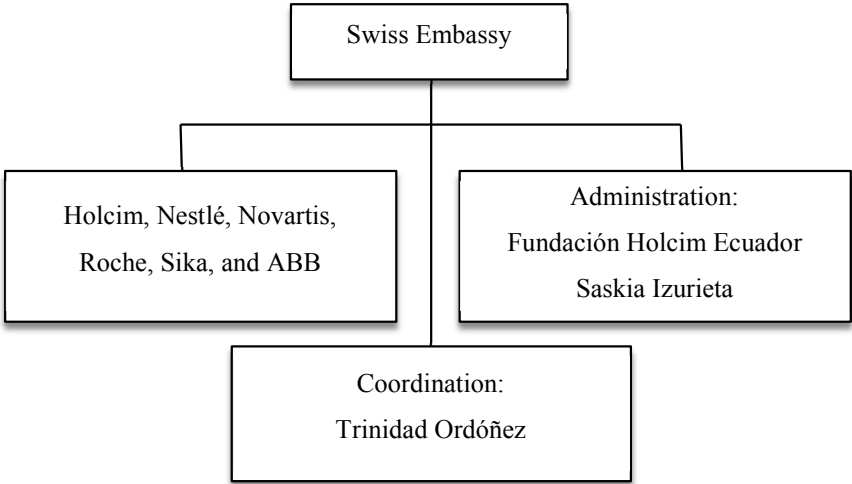 Swiss Embassy
Holcim, Nestlé, Novartis,
Roche, Sika, and ABB
Administration:
Fundación Holcim Ecuador
Saskia Izurieta
Coordination:
Trinidad Ordóñez